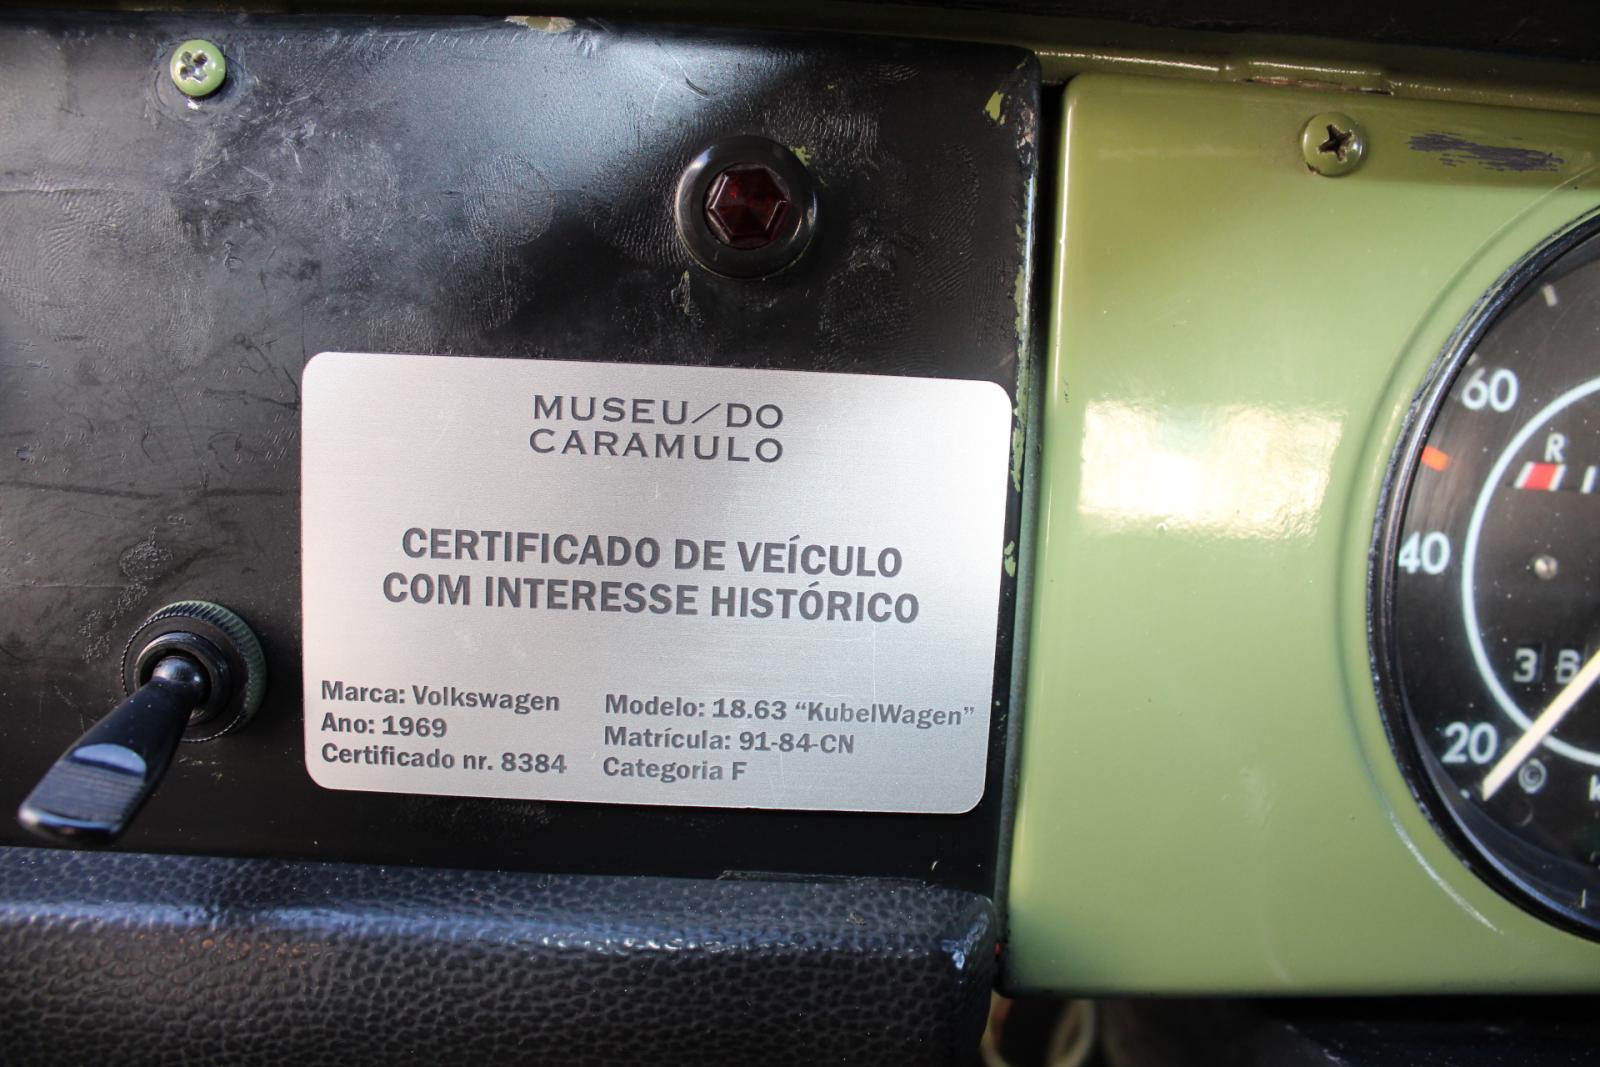 MUSEU/DO
CARAMULO
CERTIFICADO DE VEÍCULO
COM INTERESSE HISTÓRICO
Marca: Volkswagen
Ano: 1969
Certificado nr. 8384
Modelo: 18.63 “KubelWagen”
Matrícula: 91-84-CN
Categoria F
60
R
40
20
©